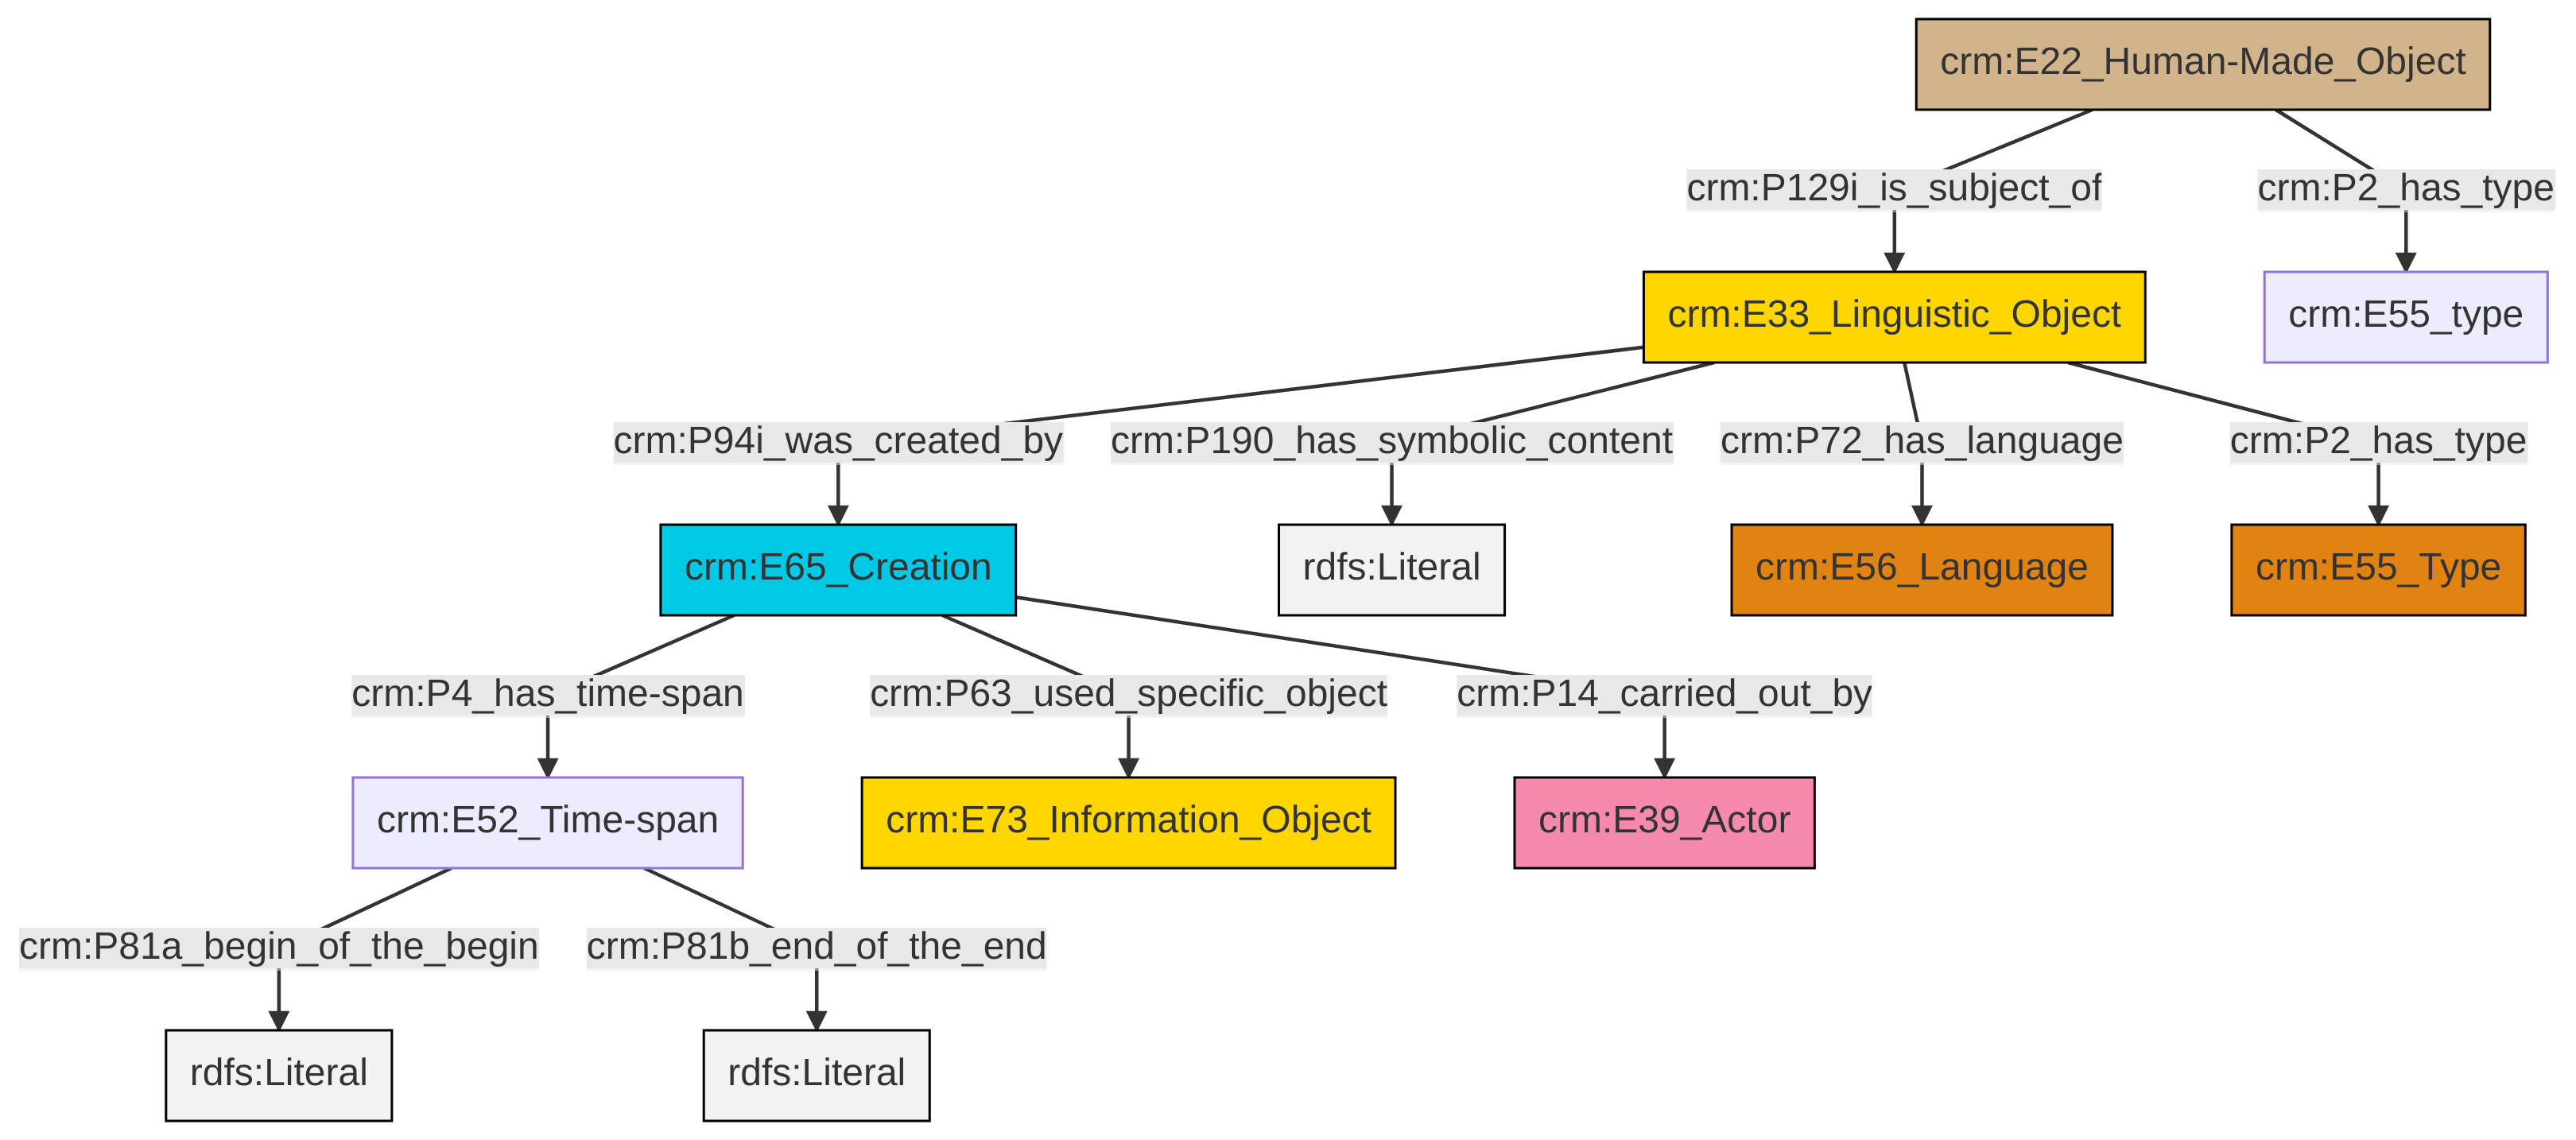 crm:E22_Human-Made_Object
crm:P129i_is_subject_of
crm:P2_has_type
crm:E33_Linguistic_Object
crm:E55_type
crm:P94i_was_created_by
crm:P190_has_symbolic_content
crm:P72_has_language
crm:P2_has_type
crm:E65_Creation
rdfs:Literal
crm:E56_Language
crm:E55_Type
crm:P4_has_time-span
crm:P63_used_specific_object
crm:P14_carried_out_by
crm:E52_Time-span
crm:E73_Information_Object
crm:E39_Actor
crm:P81a_begin_of_the_begin
crm:P81b_end_of_the_end
rdfs:Literal
rdfs:Literal